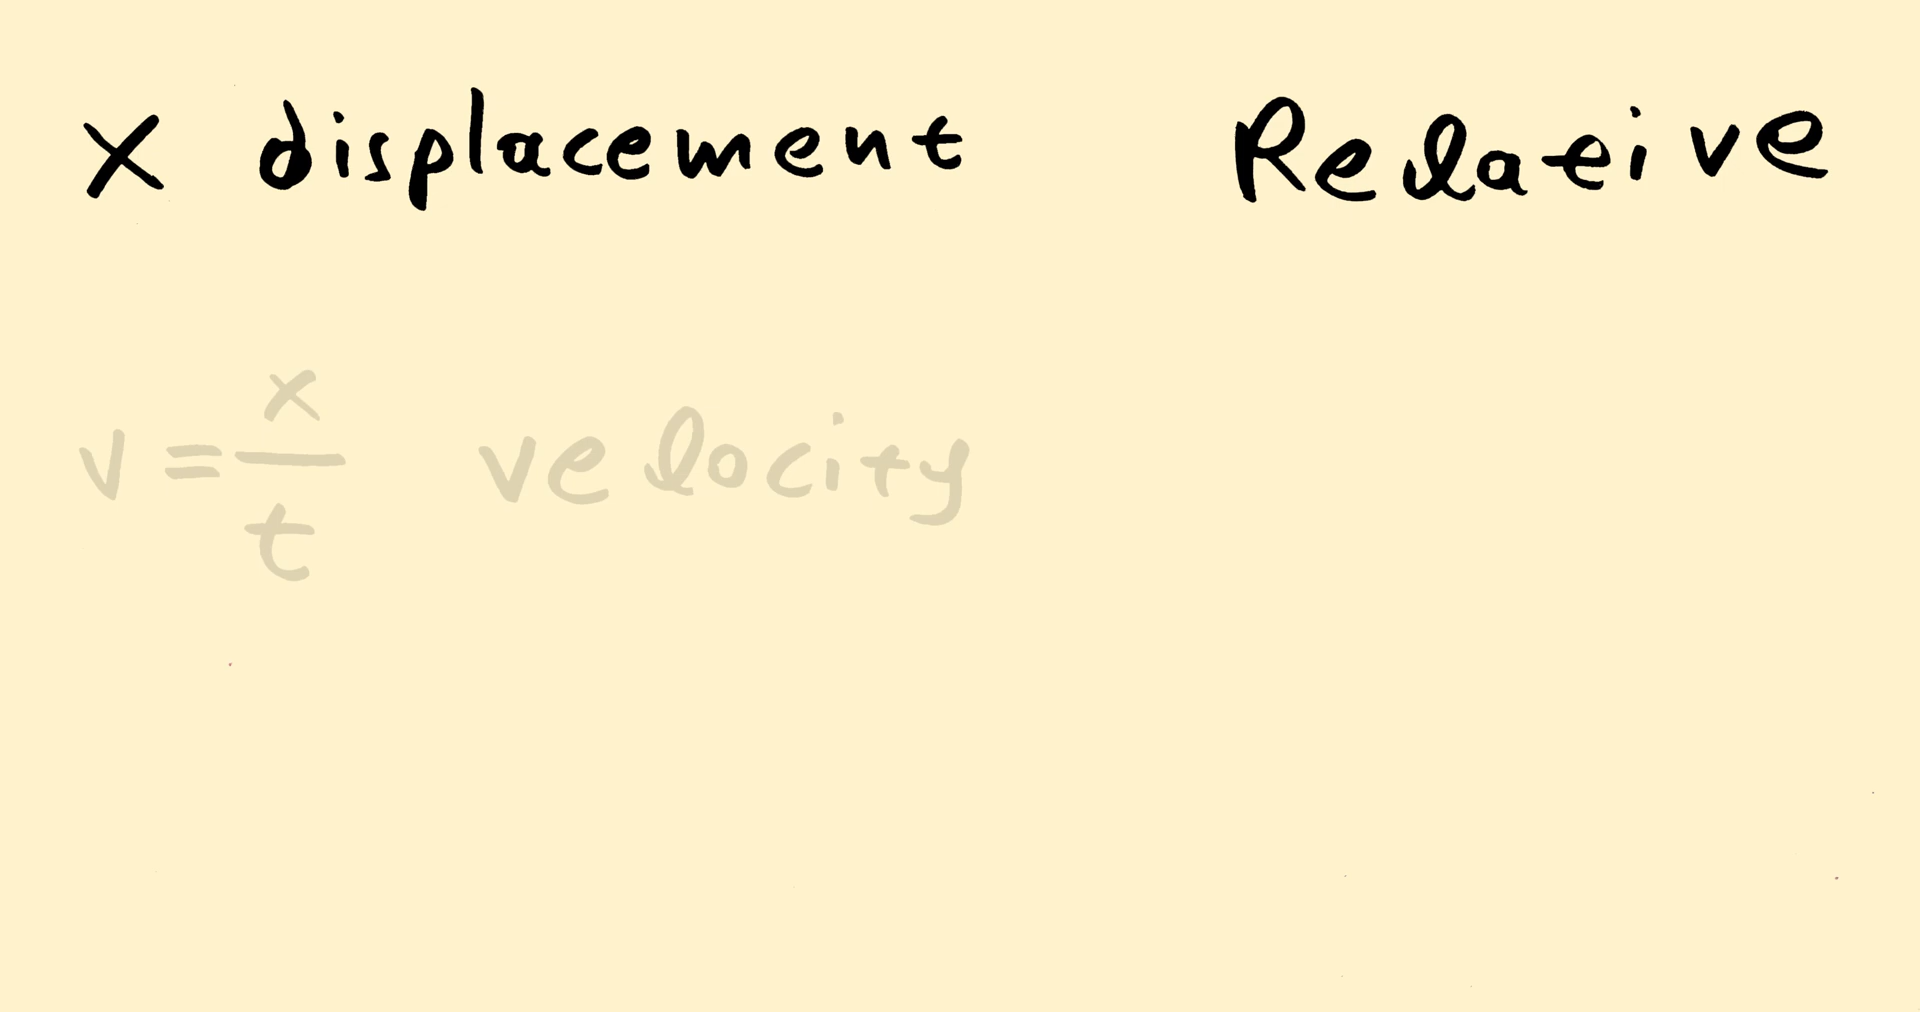 x displacement Relative
v = x/t velocity